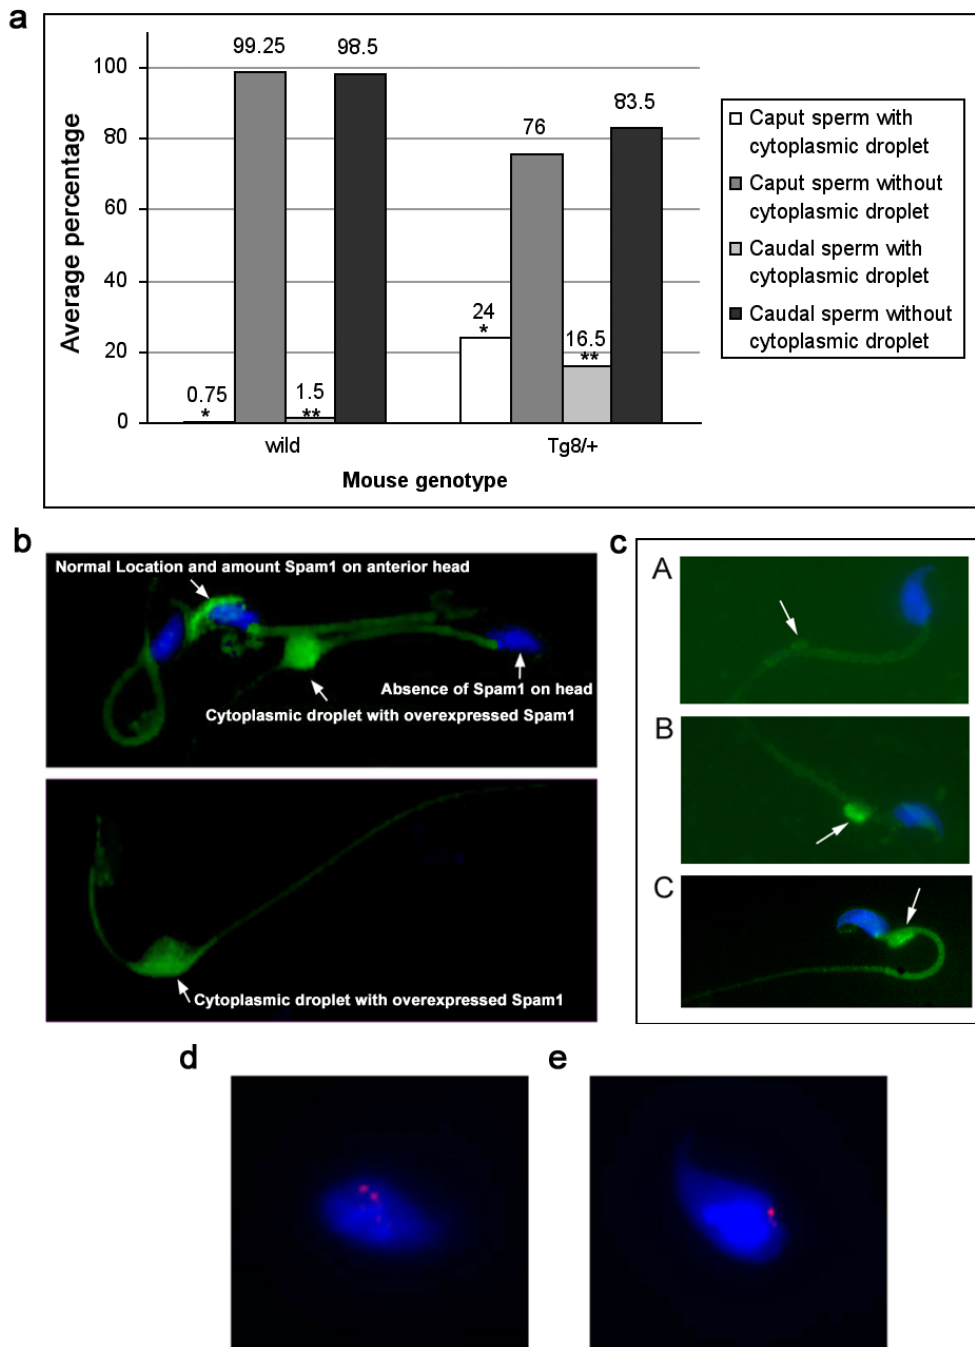 a
99.25
98.5
100
80
60
40
20
0
Average percentage
0.75
*
1.5
**
24
*
76
16.5
**
83.5
wild
Tg8/+
Mouse genotype
Caput sperm with
cytoplasmic droplet
Caput sperm without
cytoplasmic droplet
Caudal sperm with
cytoplasmic droplet
Caudal sperm without
cytoplasmic droplet
b
Normal Location and amount Spam1 on anterior head
Absence of Spam1 on head
Cytoplasmic droplet with overexpressed Spam1
Cytoplasmic droplet with overexpressed Spam1
c
A
B
C
d
e